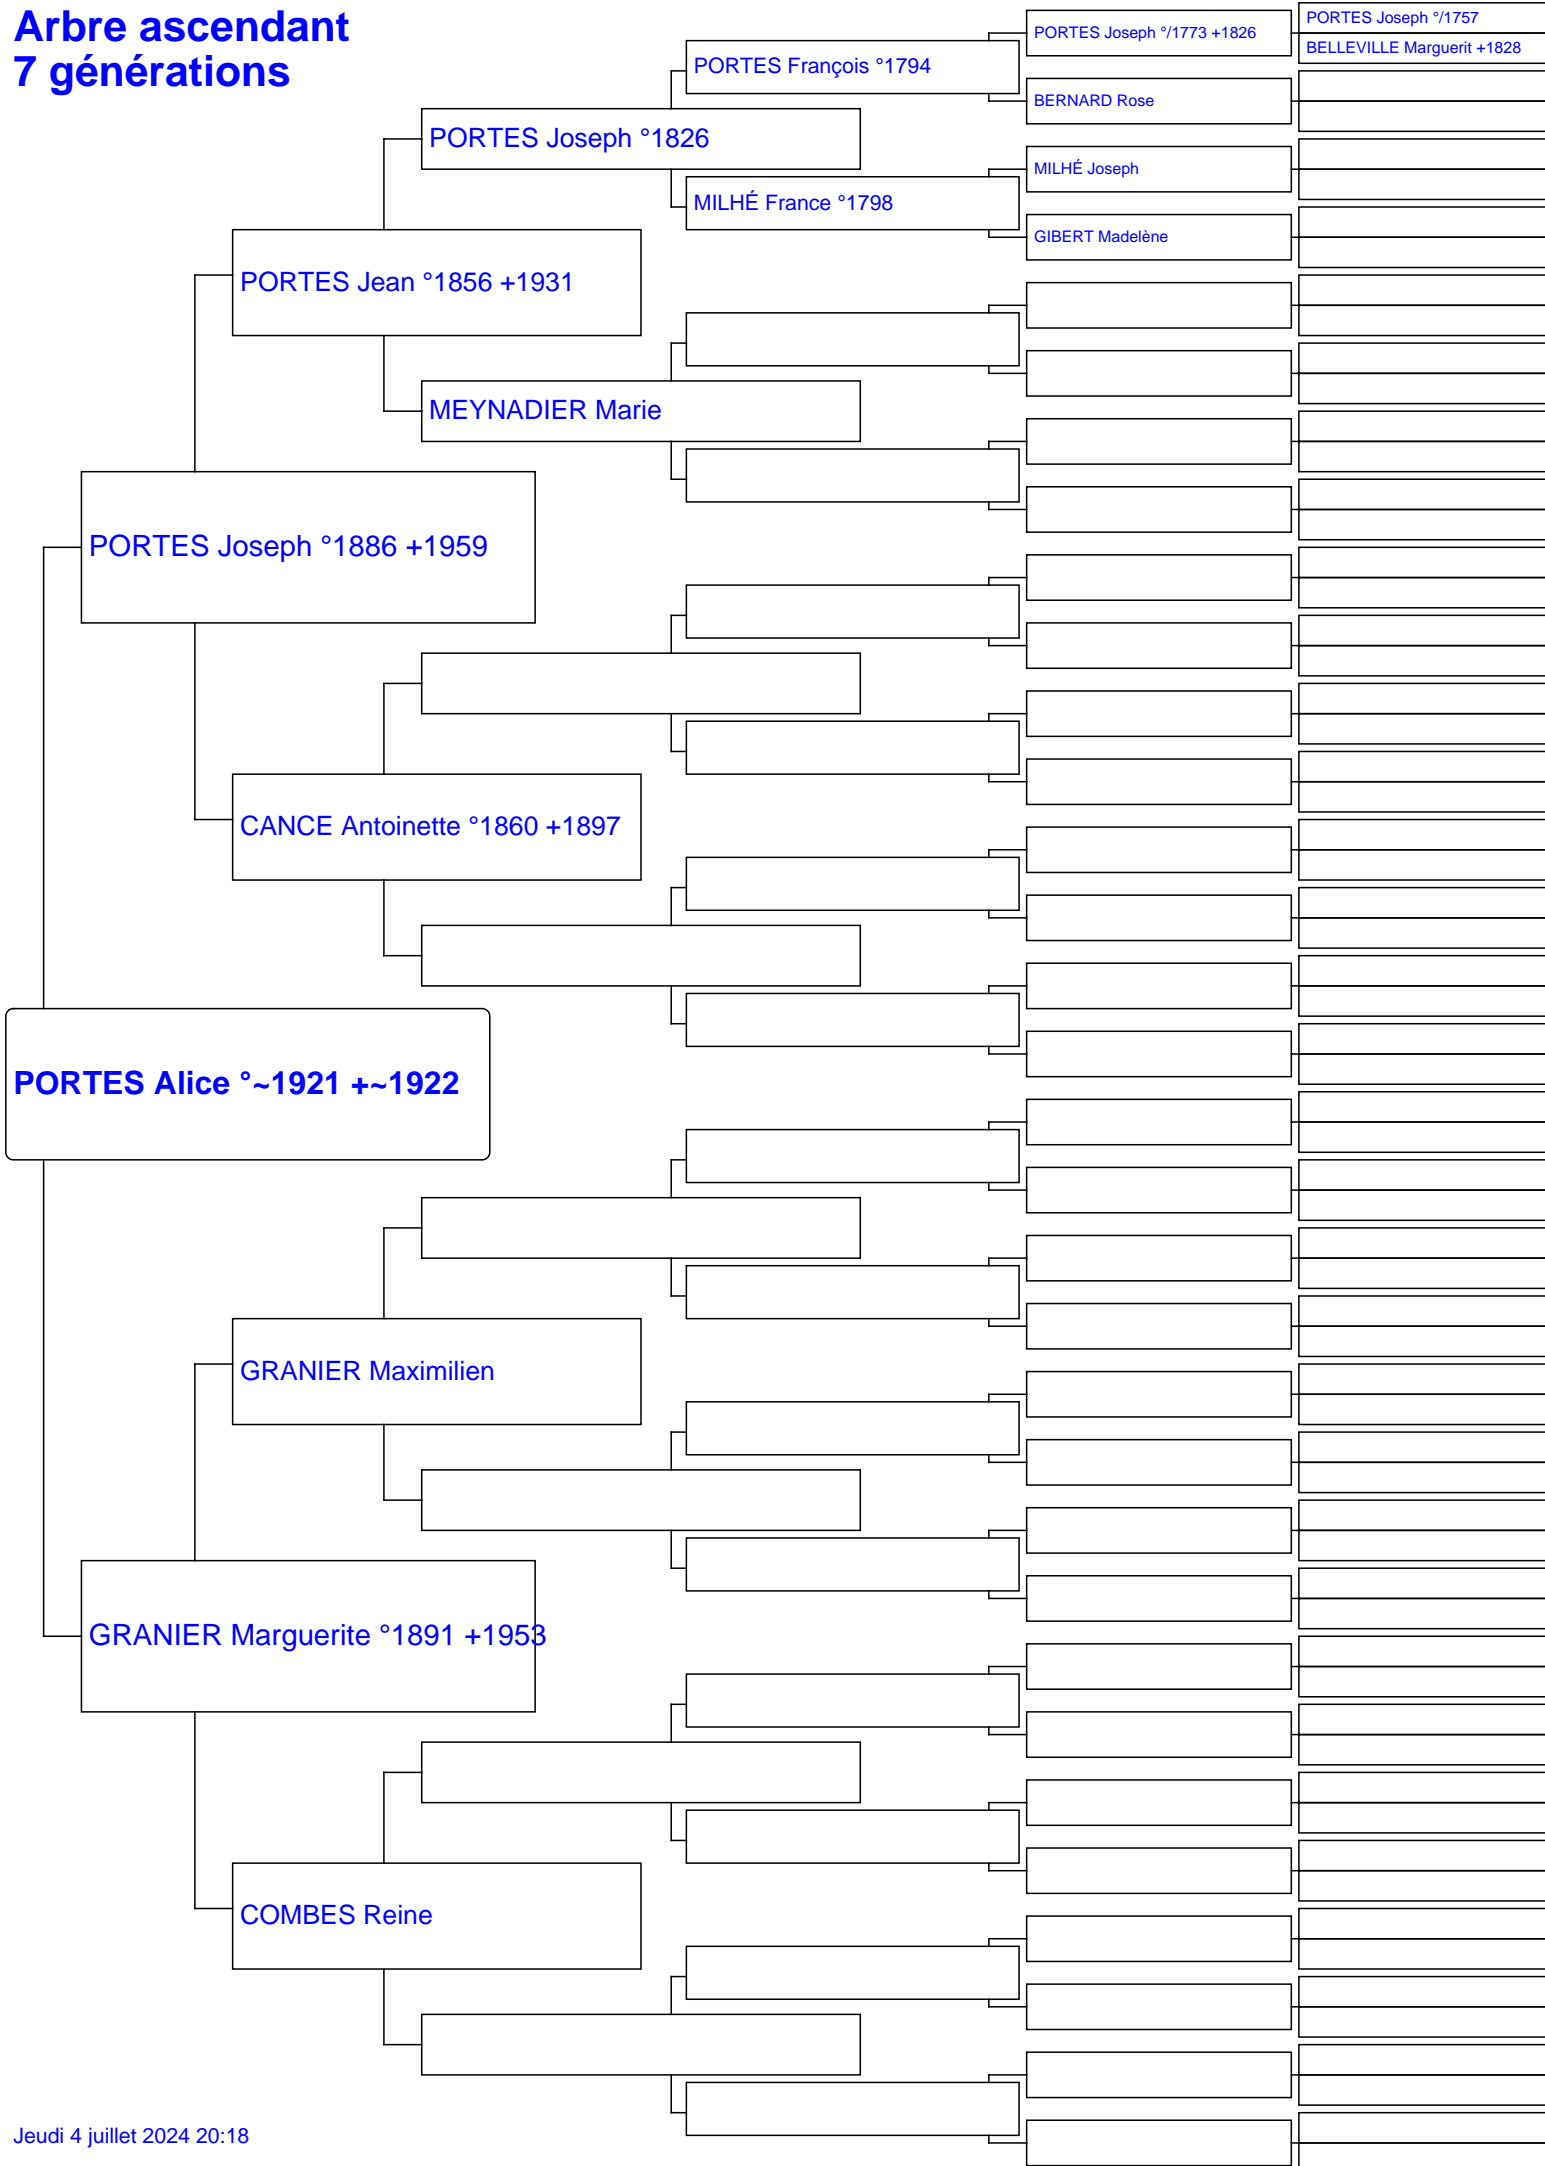 Arbre ascendant
7 générations
PORTES Joseph °/1757
BELLEVILLE Marguerit +1828
PORTES Joseph °/1773 +1826
PORTES François °1794
BERNARD Rose
PORTES Joseph °1826
MILHÉ Joseph
MILHÉ France °1798
GIBERT Madelène
PORTES Jean °1856 +1931
MEYNADIER Marie
PORTES Joseph °1886 +1959
CANCE Antoinette °1860 +1897
PORTES Alice °~1921 +~1922
GRANIER Maximilien
GRANIER Marguerite °1891 +1953
COMBES Reine
Jeudi 4 juillet 2024 20:18